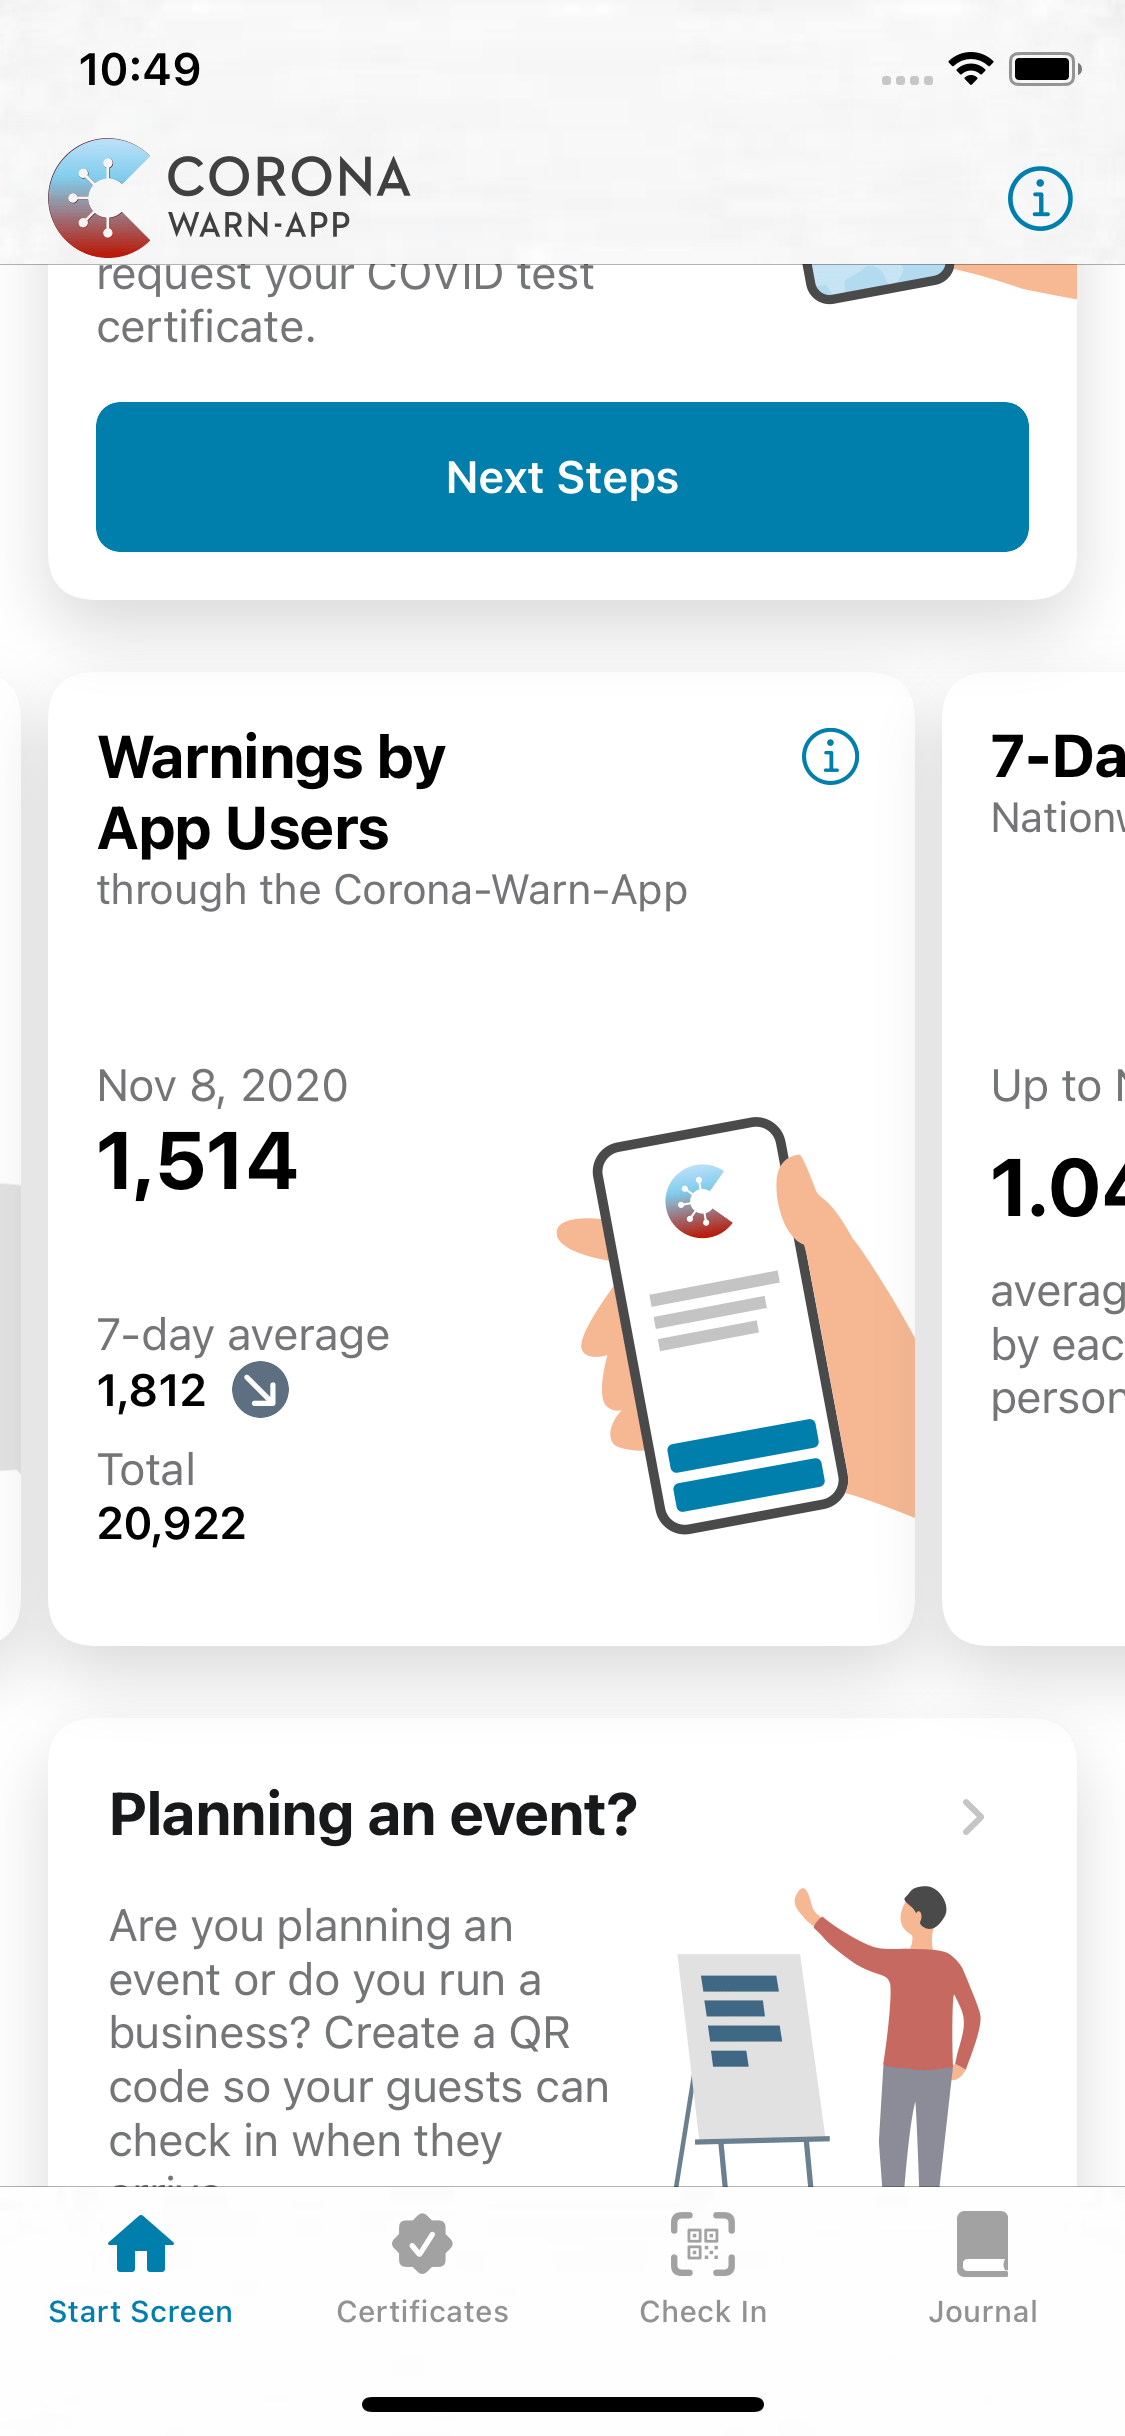 10:49
CORONA
WARN-APP
request your COVID test
certificate.
Next Steps
Warnings by
App Users
through the Corona-Warn-App
Nov 8, 2020
1,514
7-day average
1,812
Total
20,922
7-Da
Nationw
Up to N
1.04
averag
by eac
person
Planning an event?
Are you planning an
event or do you run a
business? Create a QR
code so your guests can
check in when they
Start Screen
Certificates
Check In
Journal